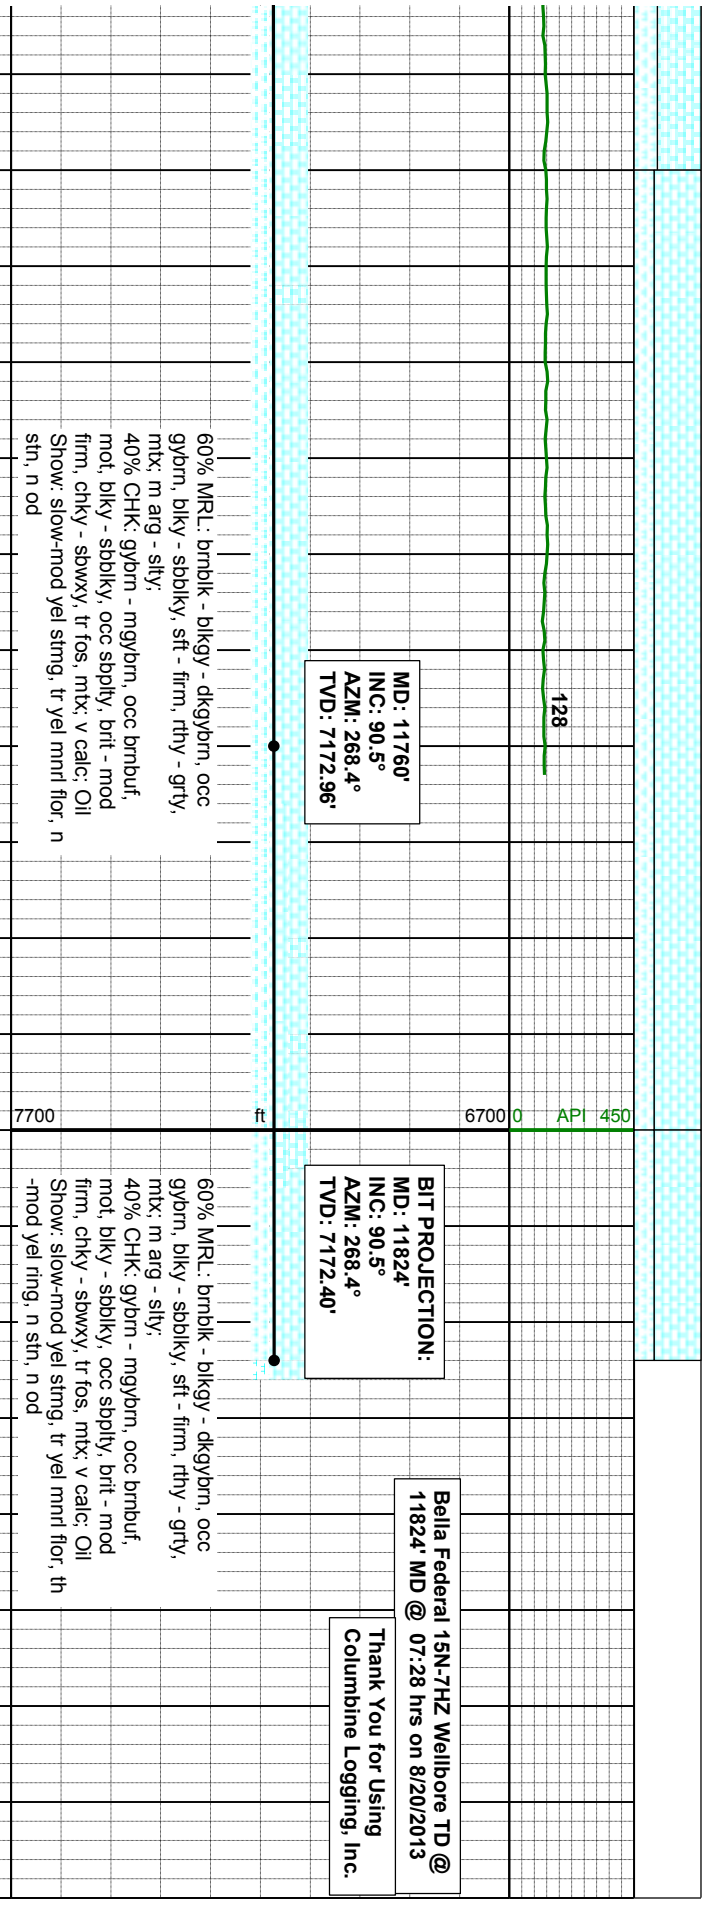 128
MD: 11760'
INC: 90.5°
AZM: 268.4°
TVD: 7172.96'
60% MRL: brnblk - blkgy - dkgybrn, occ
gybrn, blky - sbblky, sft - firm, rthy - grty,
mtx; m arg - slty;
40% CHK: gybrn - mgybrn, occ brnbuf,
mot, blky - sbblky, occ sbplty, brit - mod
firm, chky - sbwxy, tr fos, mtx; v calc; Oil
Show: slow-mod yel stmg, tr yel mnrl flor, n
stn, n od
7700
ft
6700
0
API
450
BIT PROJECTION:
MD: 11824'
INC: 90.5°
AZM: 268.4°
TVD: 7172.40'
60% MRL: brnblk - blkgy - dkgybrn, occ
gybrn, blky - sbblky, sft - firm, rthy - grty,
mtx; m arg - slty;
40% CHK: gybrn - mgybrn, occ brnbuf,
mot, blky - sbblky, occ sbplty, brit - mod
firm, chky - sbwxy, tr fos, mtx; v calc; Oil
Show: slow-mod yel stmg, tr yel mnrl flor, th
-mod yel ring, n stn, n od
Bella Federal 15N-7HZ Wellbore TD @
11824' MD @ 07:28 hrs on 8/20/2013
Thank You for Using
Columbine Logging, Inc.